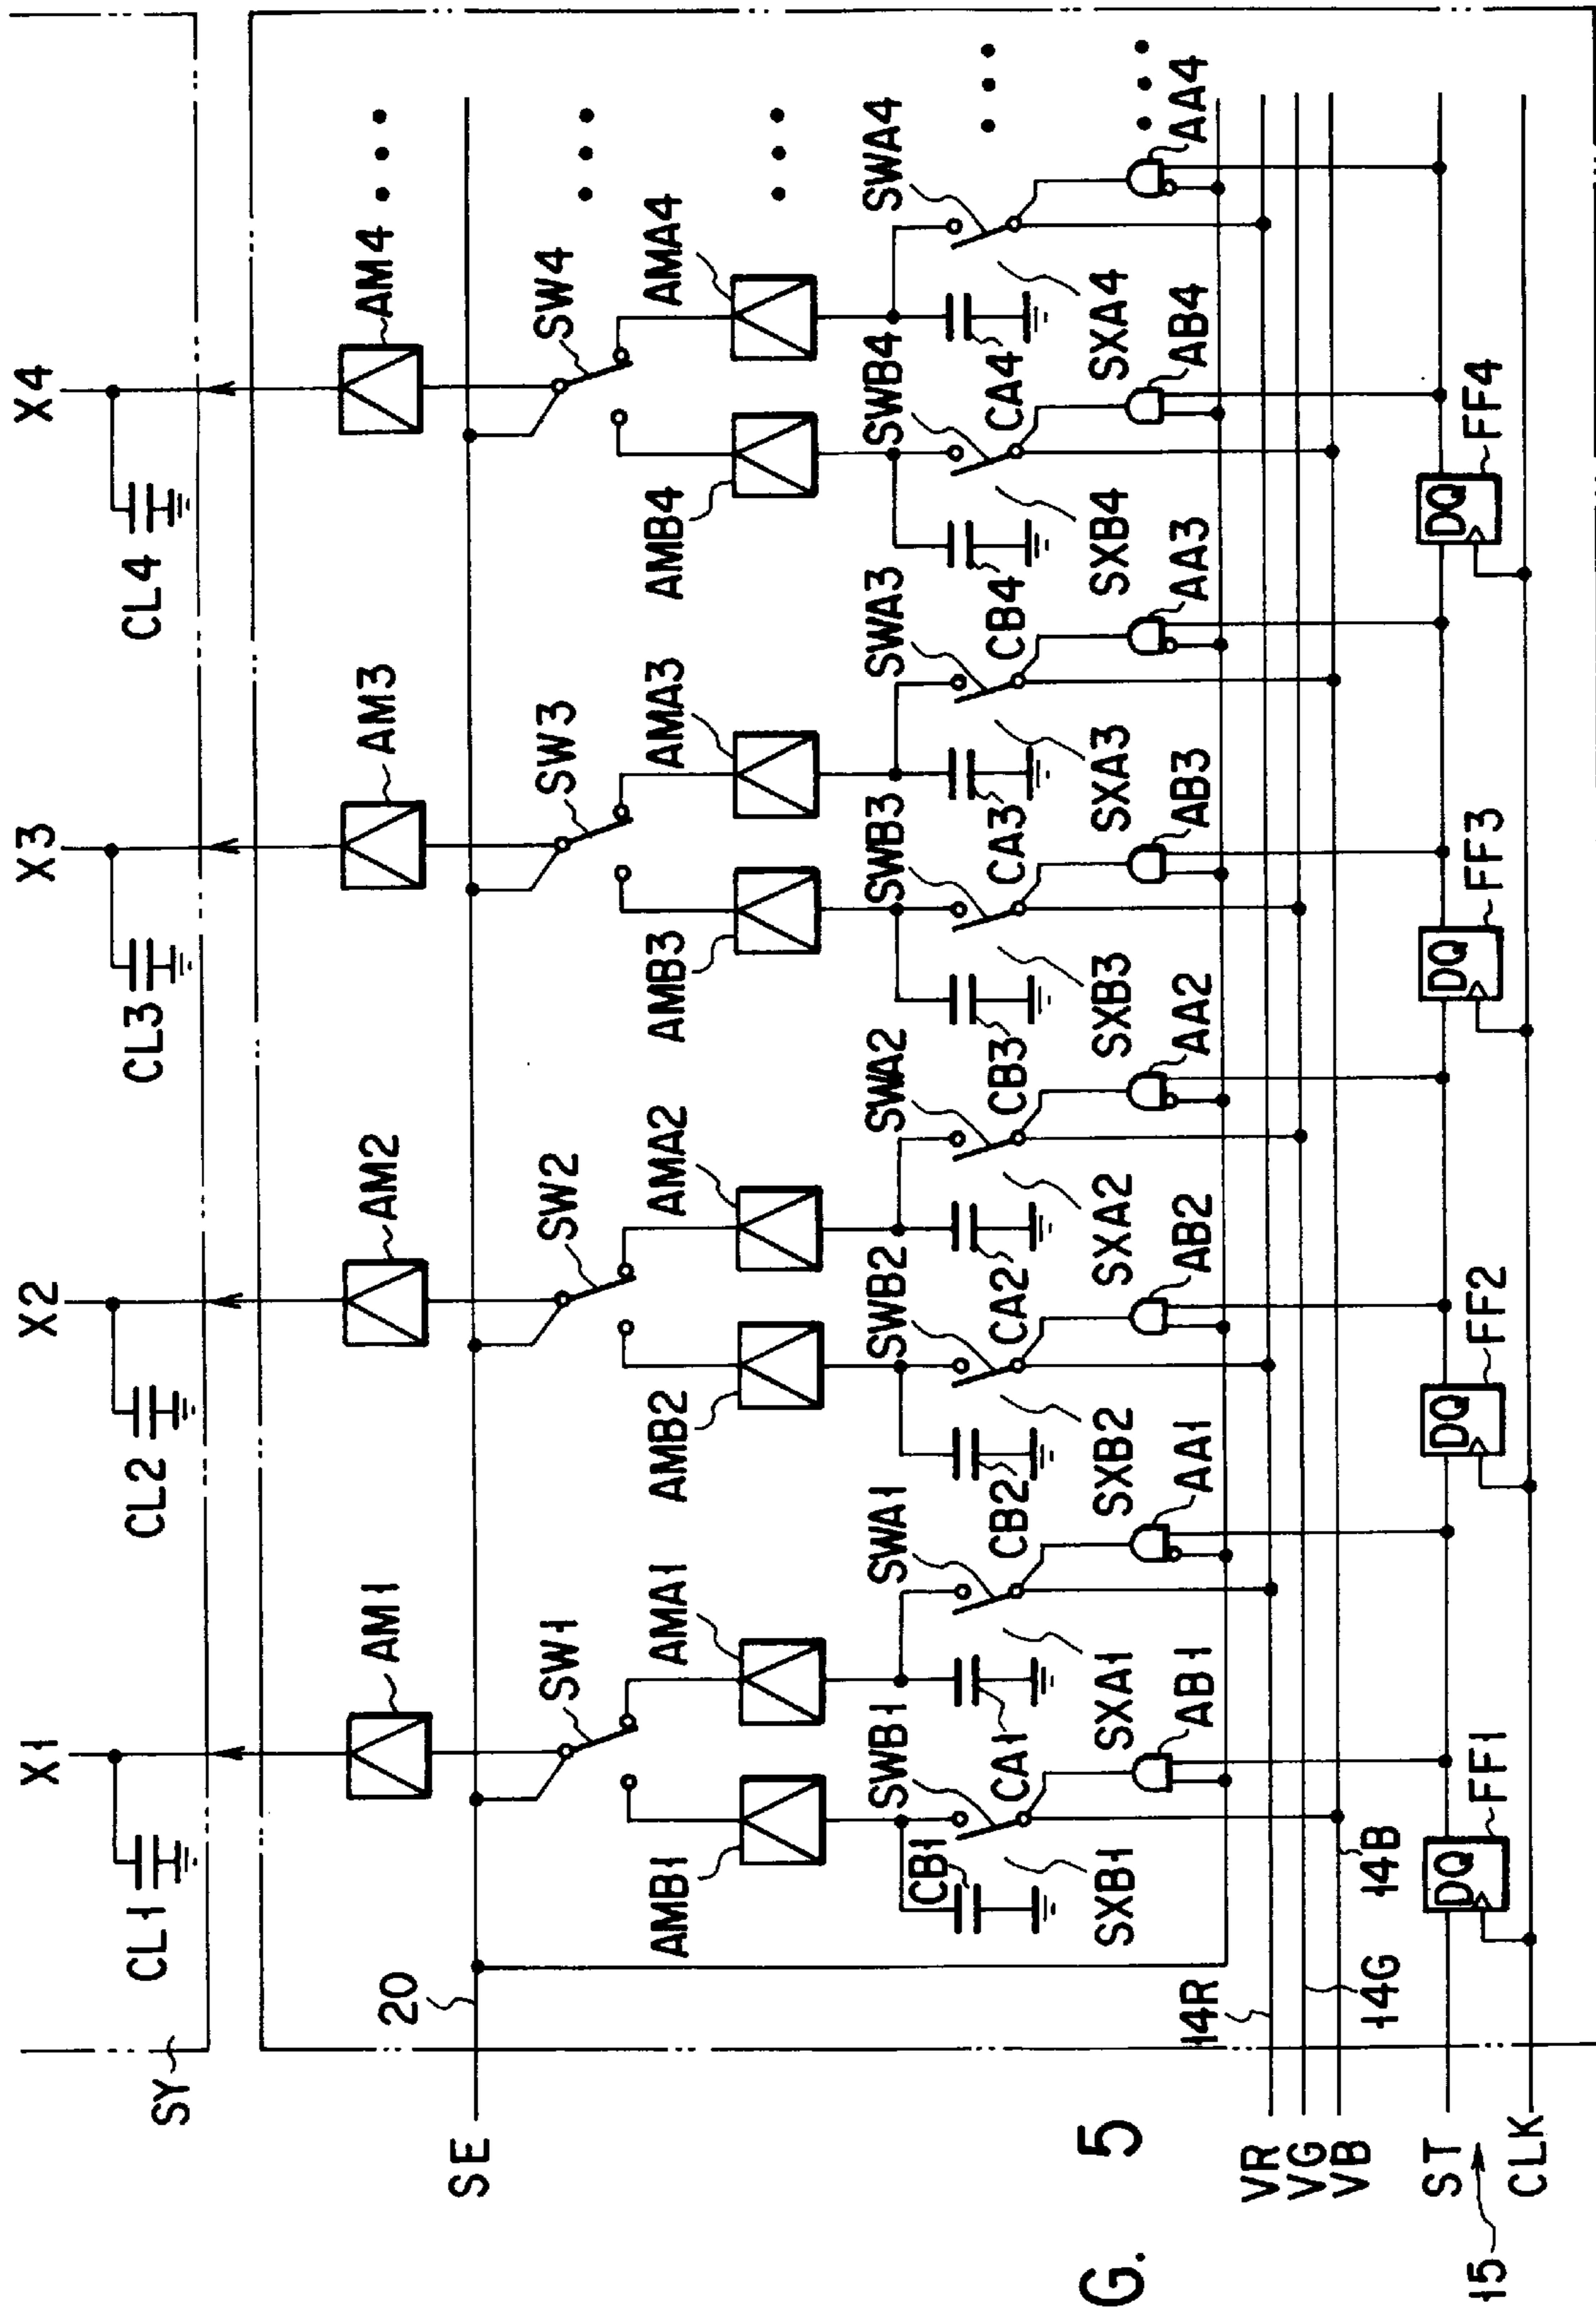 X1 X2 X3 X4
CL1 CL2 CL3 CL4
SY
AM1 AM2 AM3 AM4
20
SE
SW1 SW2 SW3 SW4
AMB1 AMA1 AMB2 AMA2 AMB3 AMA3 AMB4 AMA4
SWB1 SWA1 SWB2 SWA2 SWB3 SWA3 SWB4 SWA4
CB1 CA1 CB2 CA2 CB3 CA3 CB4 CA4
SXB1 SXA1 SXB2 SXA2 SXB3 SXA3 SXB4 SXA4
AB1 AA1 AB2 AA2 AB3 AA3 AB4 AA4
G. 5
14R
VR
VG
VB
14G 14B
DQ DQ DQ DQ
FF1 FF2 FF3 FF4
ST
CLK
15